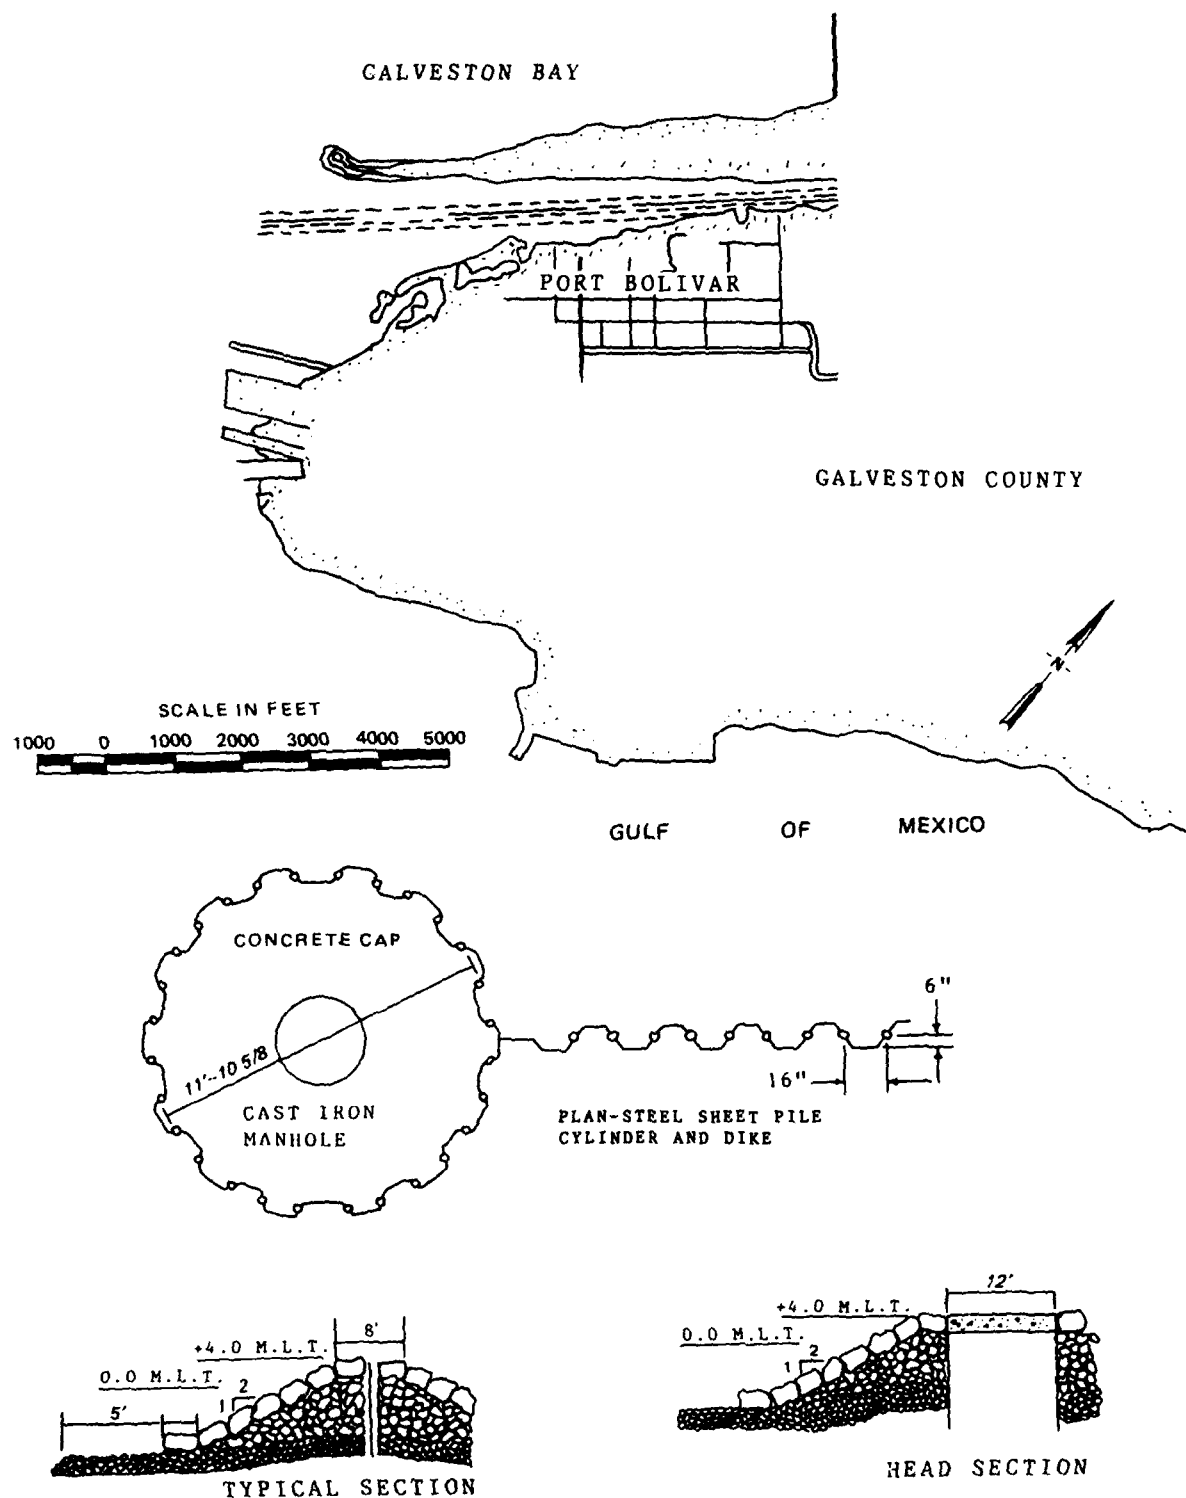 GALVESTON BAY
PORT BOLIVAR
GALVESTON COUNTY
N
SCALE IN FEET
1000 0 1000 2000 3000 4000 5000
GULF OF MEXICO
CONCRETE CAP
11'-10 5/8
CAST IRON
MANHOLE
6"
16"
PLAN-STEEL SHEET PILE
CYLINDER AND DIKE
8'
+4.0 M.L.T.
0.0 M.L.T.
2
1
5'
TYPICAL SECTION
12'
+4.0 M.L.T.
0.0 M.L.T.
2
1
HEAD SECTION